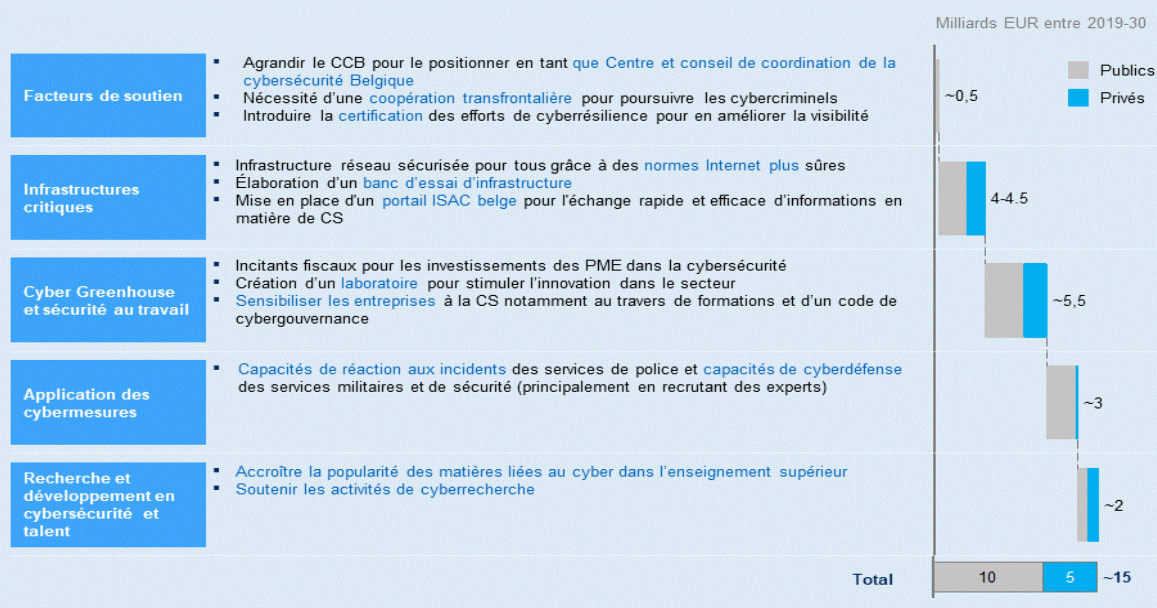 Milliards EUR entre 2019-30
Publics
Privés
Facteurs de soutien
▪ Agrandir le CCB pour le positionner en tant que Centre et conseil de coordination de la
cybersécurité Belgique
▪ Nécessité d'une coopération transfrontalière pour poursuivre les cybercriminels
▪ Introduire la certification des efforts de cyberrésilience pour en améliorer la visibilité
~0,5
Infrastructures
critiques
▪ Infrastructure réseau sécurisée pour tous grâce à des normes Internet plus sûres
▪ Élaboration d'un banc d'essai d'infrastructure
▪ Mise en place d'un portail ISAC belge pour l'échange rapide et efficace d'informations en
matière de CS
4-4.5
Cyber Greenhouse
et sécurité au travail
▪ Incitants fiscaux pour les investissements des PME dans la cybersécurité
▪ Création d'un laboratoire pour stimuler l'innovation dans le secteur
▪ Sensibiliser les entreprises à la CS notamment au travers de formations et d'un code de
cybergouvernance
~5,5
Application des
cybermesures
▪ Capacités de réaction aux incidents des services de police et capacités de cyberdéfense
des services militaires et de sécurité (principalement en recrutant des experts)
~3
Recherche et
développement en
cybersécurité et
talent
▪ Accroître la popularité des matières liées au cyber dans l'enseignement supérieur
▪ Soutenir les activités de cyberrecherche
~2
Total
10
5
~15